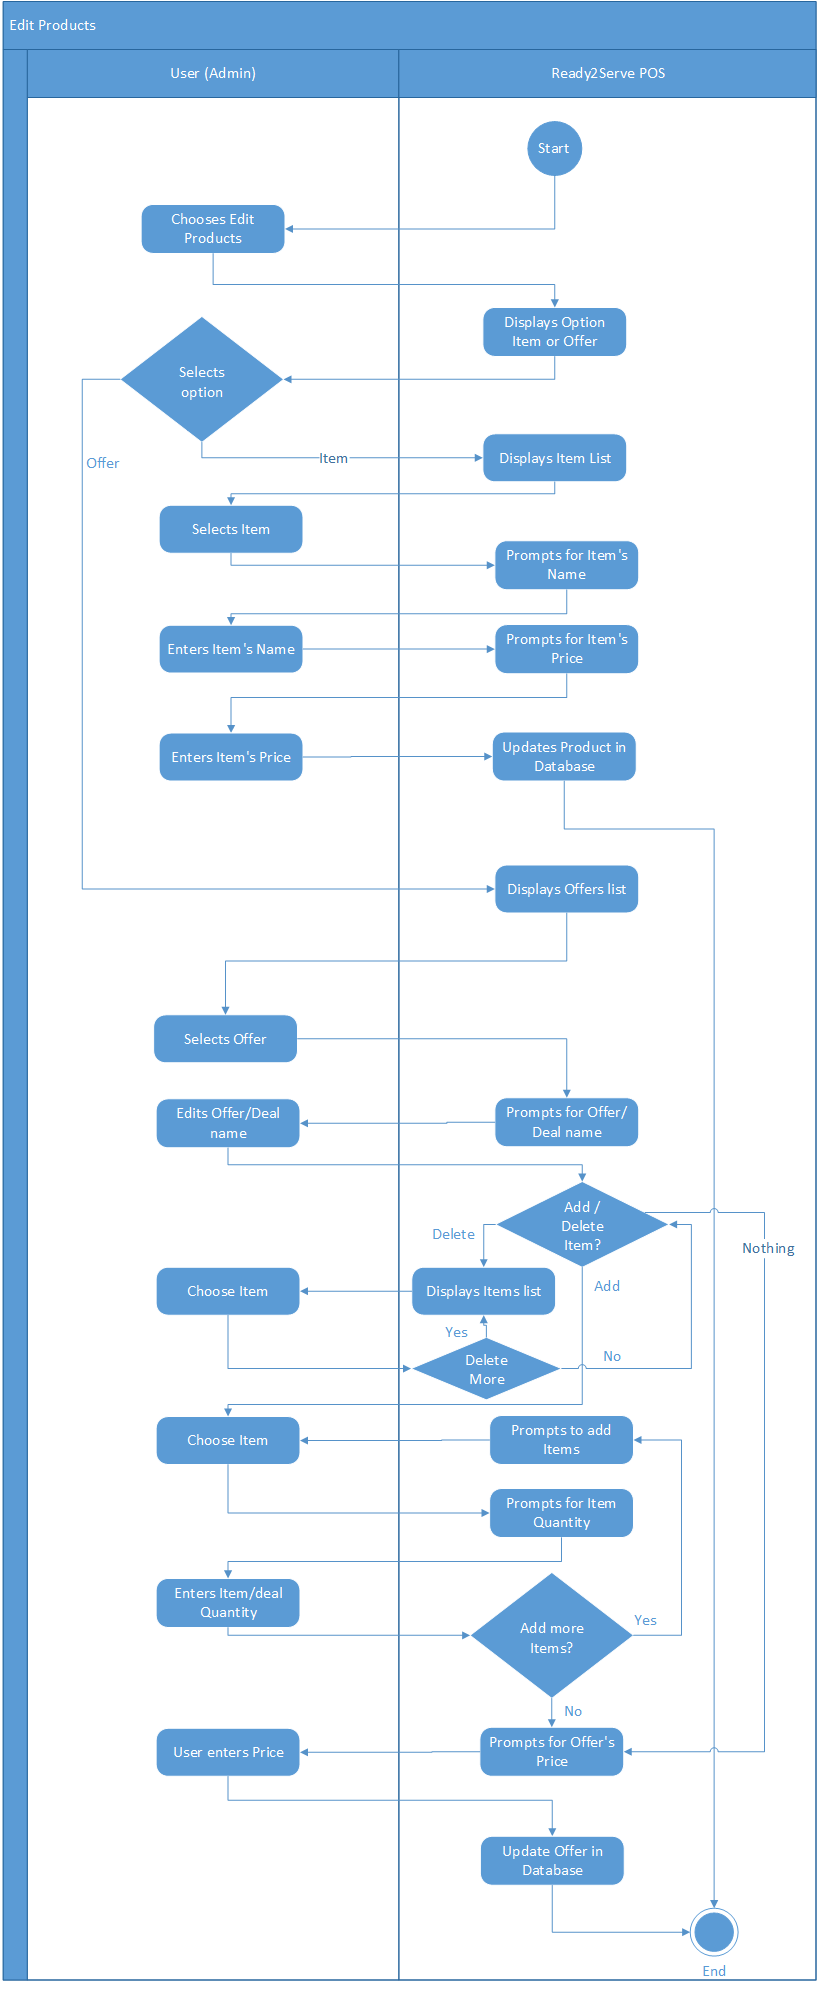 Edit Products
User (Admin)
Ready2Serve POS
Start
Chooses Edit
Products
Displays Option
Item or Offer
Selects
option
Offer
Item
Displays Item List
Selects Item
Prompts for Item's
Name
Enters Item's Name
Prompts for Item's
Price
Enters Item's Price
Updates Product in
Database
Displays Offers list
Selects Offer
Prompts for Offer/
Deal name
Edits Offer/Deal
name
Add /
Delete
Item?
Delete
Nothing
Add
Displays Items list
Choose Item
Yes
Delete
More
No
Choose Item
Prompts to add
Items
Prompts for Item
Quantity
Enters Item/deal
Quantity
Add more
Items?
Yes
No
Prompts for Offer's
Price
User enters Price
Update Offer in
Database
End